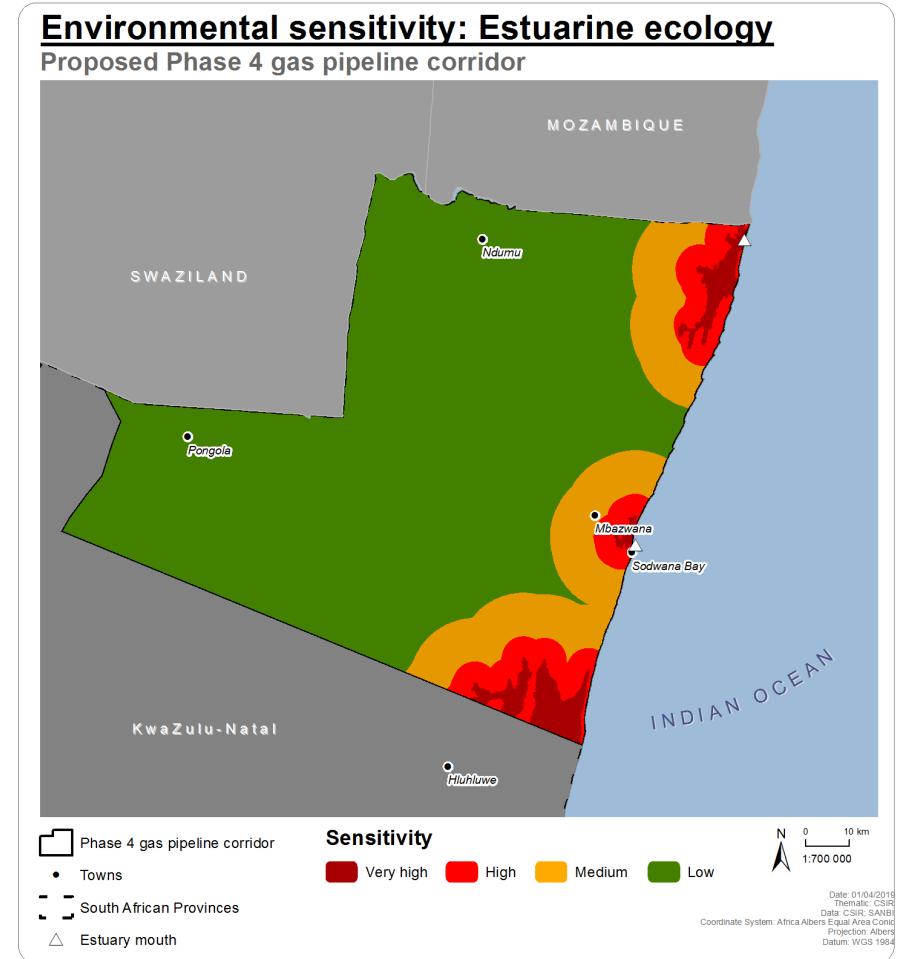 Environmental sensitivity: Estuarine ecology
Proposed Phase 4 gas pipeline corridor
MOZAMBIQUE
Ndumu
SWAZILAND
Pongola
Mbazwana
Sodwana Bay
INDIAN OCEAN
KwaZulu-Natal
Hluhluwe
Phase 4 gas pipeline corridor
Towns
South African Provinces
Estuary mouth
Sensitivity
Very high
High
Medium
Low
N
0 10 km
1:700 000
Date: 01/04/2019
Thematic: CSIR
Data: CSIR; SANBI
Coordinate System: Africa Albers Equal Area Conic
Projection: Albers
Datum: WGS 1984